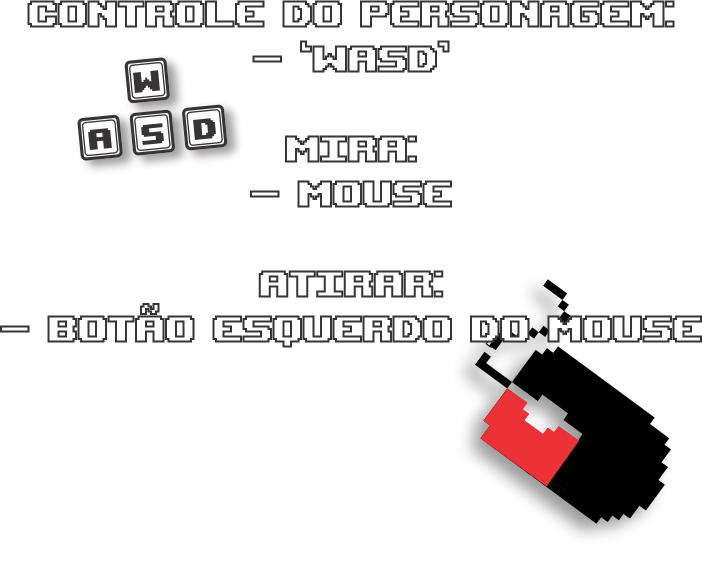 CONTROLE DO PERSONAGEM:
- 'WASD'
W
A S D
MIRA:
- MOUSE
ATIRAR:
- BOTÃO ESQUERDO DO MOUSE